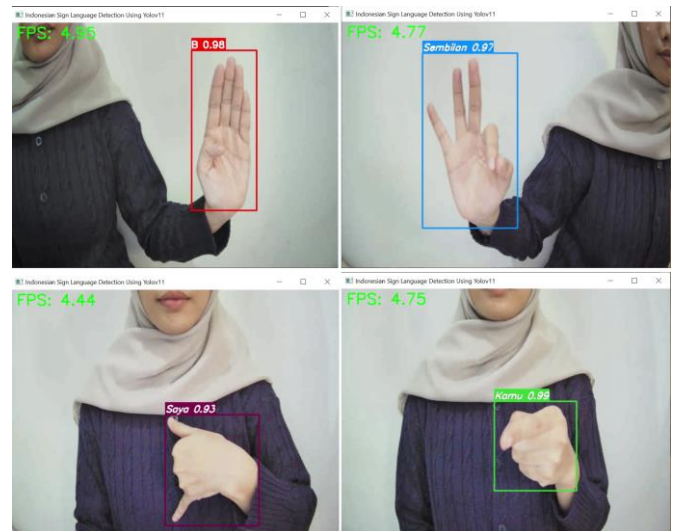 Indonesian Sign Language Detection Using Yolov11
FPS: 4.95
B 0.98
Indonesian Sign Language Detection Using Yolov11
FPS: 4.77
Sembilan 0.97
Indonesian Sign Language Detection Using Yolov11
FPS: 4.44
Saya 0.93
Indonesian Sign Language Detection Using Yolov11
FPS: 4.75
Kamu 0.99